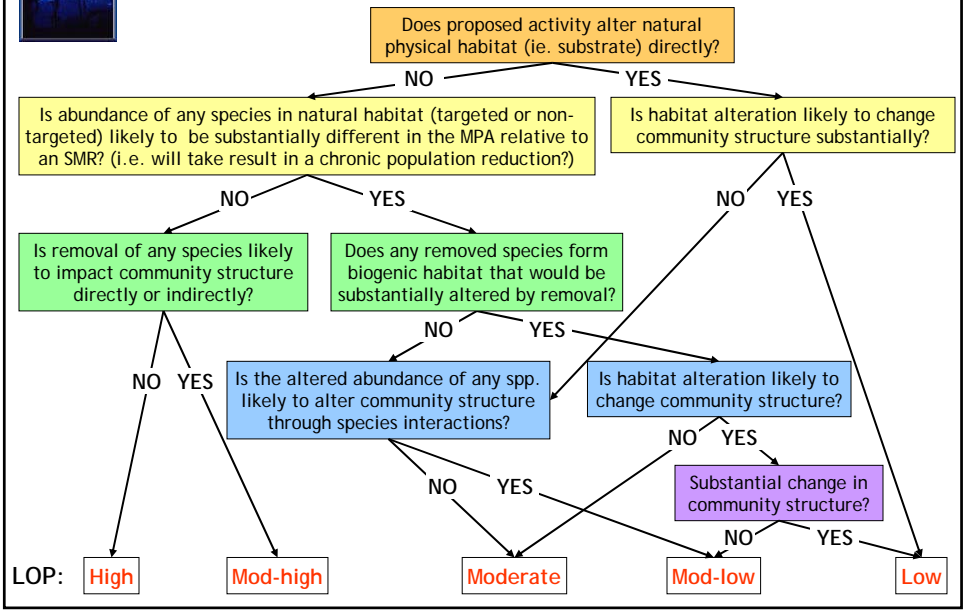 Does proposed activity alter natural
physical habitat (ie. substrate) directly?
NO
YES
Is abundance of any species in natural habitat (targeted or non-
targeted) likely to be substantially different in the MPA relative to
an SMR? (i.e. will take result in a chronic population reduction?)
Is habitat alteration likely to change
community structure substantially?
NO
YES
NO
YES
Is removal of any species likely
to impact community structure
directly or indirectly?
Does any removed species form
biogenic habitat that would be
substantially altered by removal?
NO
YES
NO
YES
Is the altered abundance of any spp.
likely to alter community structure
through species interactions?
Is habitat alteration likely to
change community structure?
NO
YES
NO
YES
Substantial change in
community structure?
NO
YES
LOP:
High
Mod-high
Moderate
Mod-low
Low